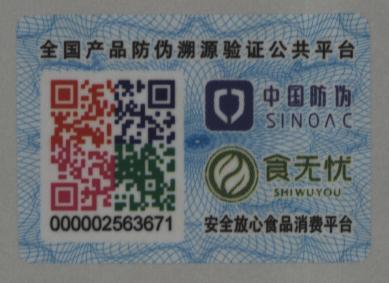 全国产品防伪溯源验证公共平台
中国防伪
SINOAC
食无忧
SHIWUYOU
000002563671
安全放心食品消费平台